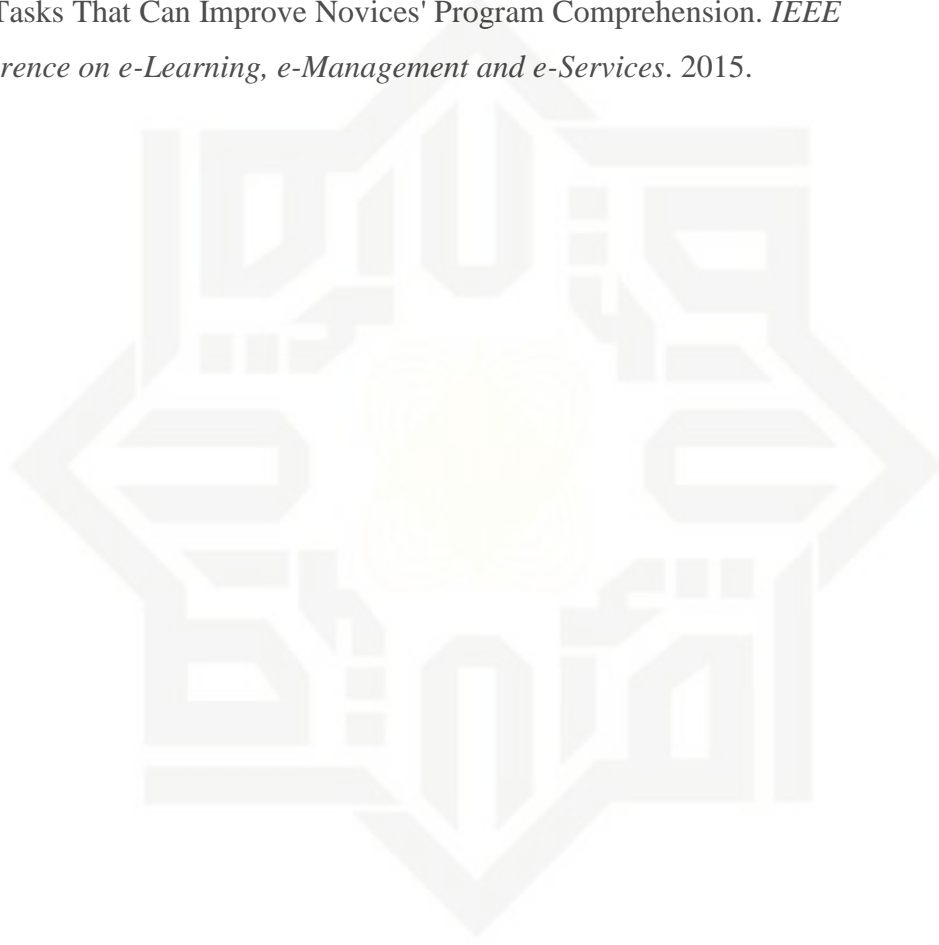 Tasks That Can Improve Novices' Program Comprehension. IEEE
rence on e-Learning, e-Management and e-Services. 2015.